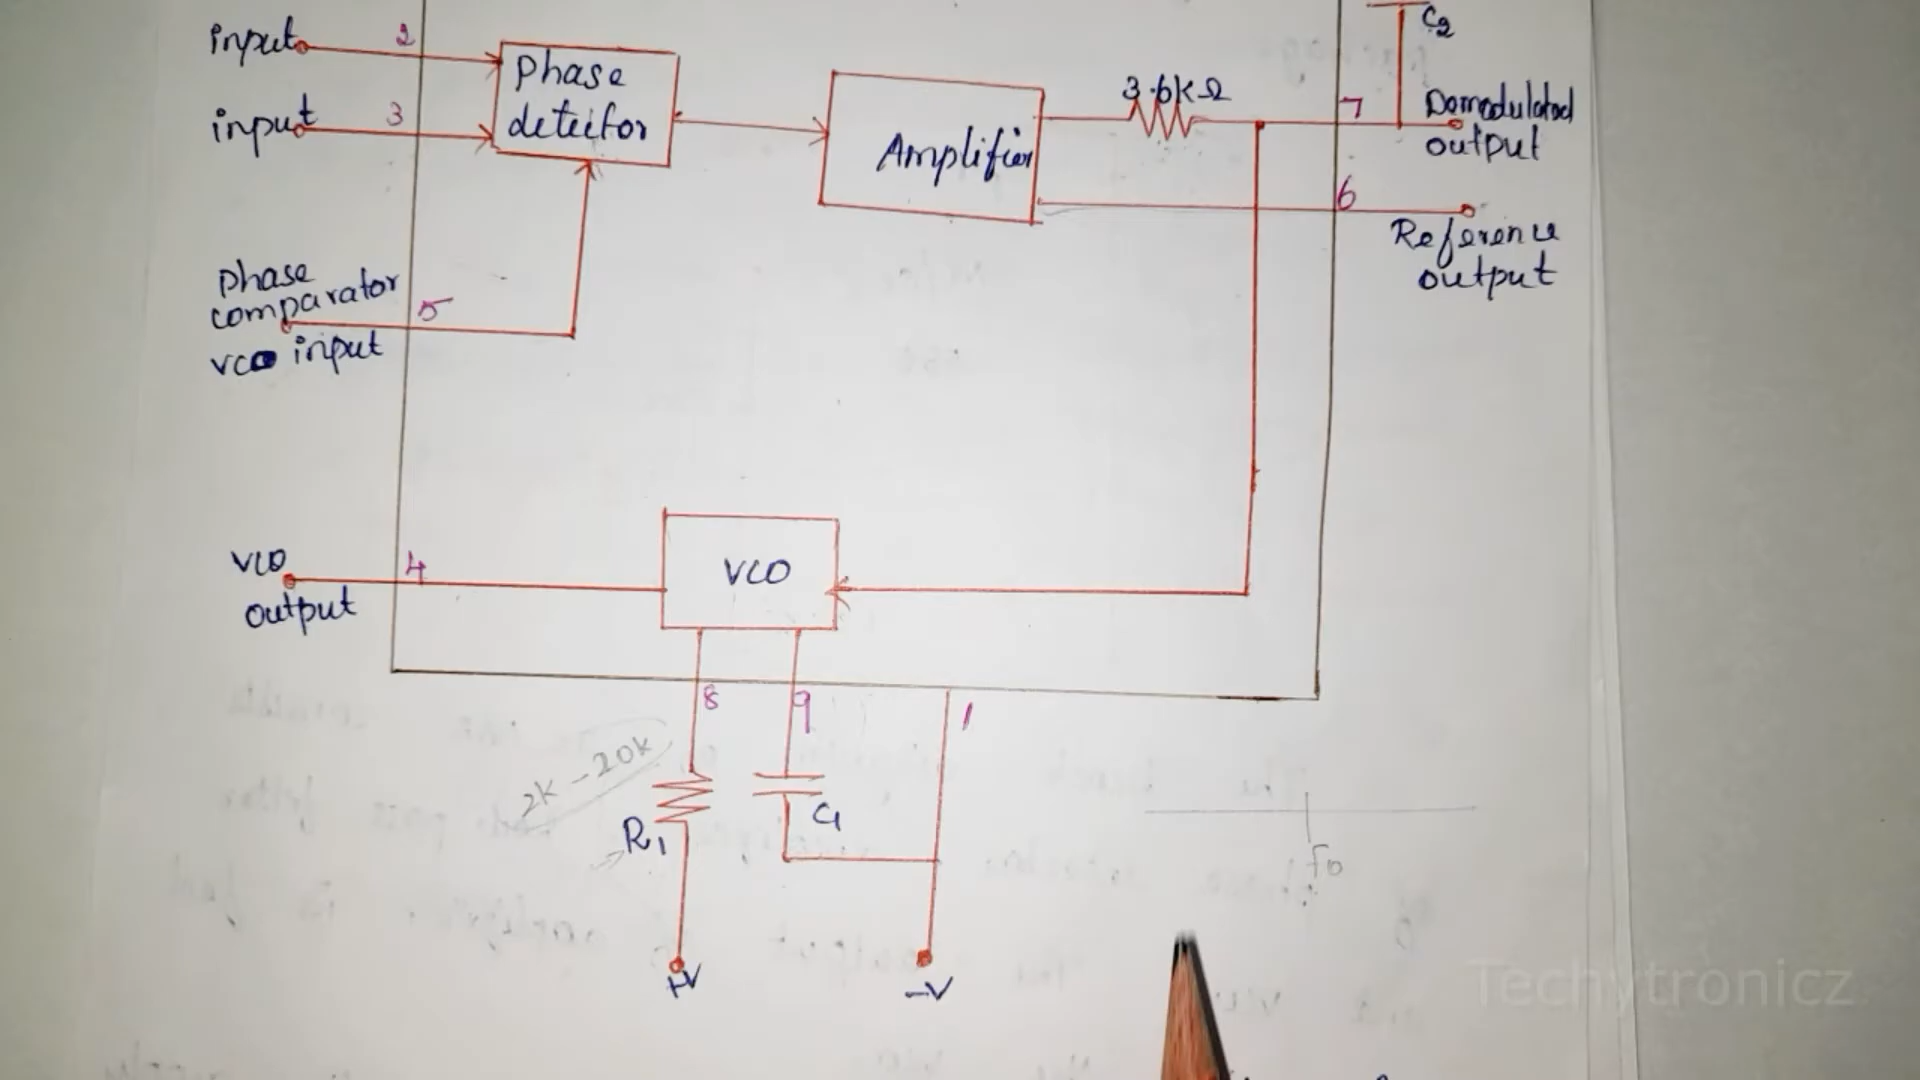 input
2
input
3
Phase
detector
Amplifier
3.6kΩ
C2
7
Demodulated
output
6
Reference
output
phase
comparator
vco input
5
VCO
output
4
VCO
8
9
1
2K - 20k
R1
C1
f0
+V
-V
Techytronicz